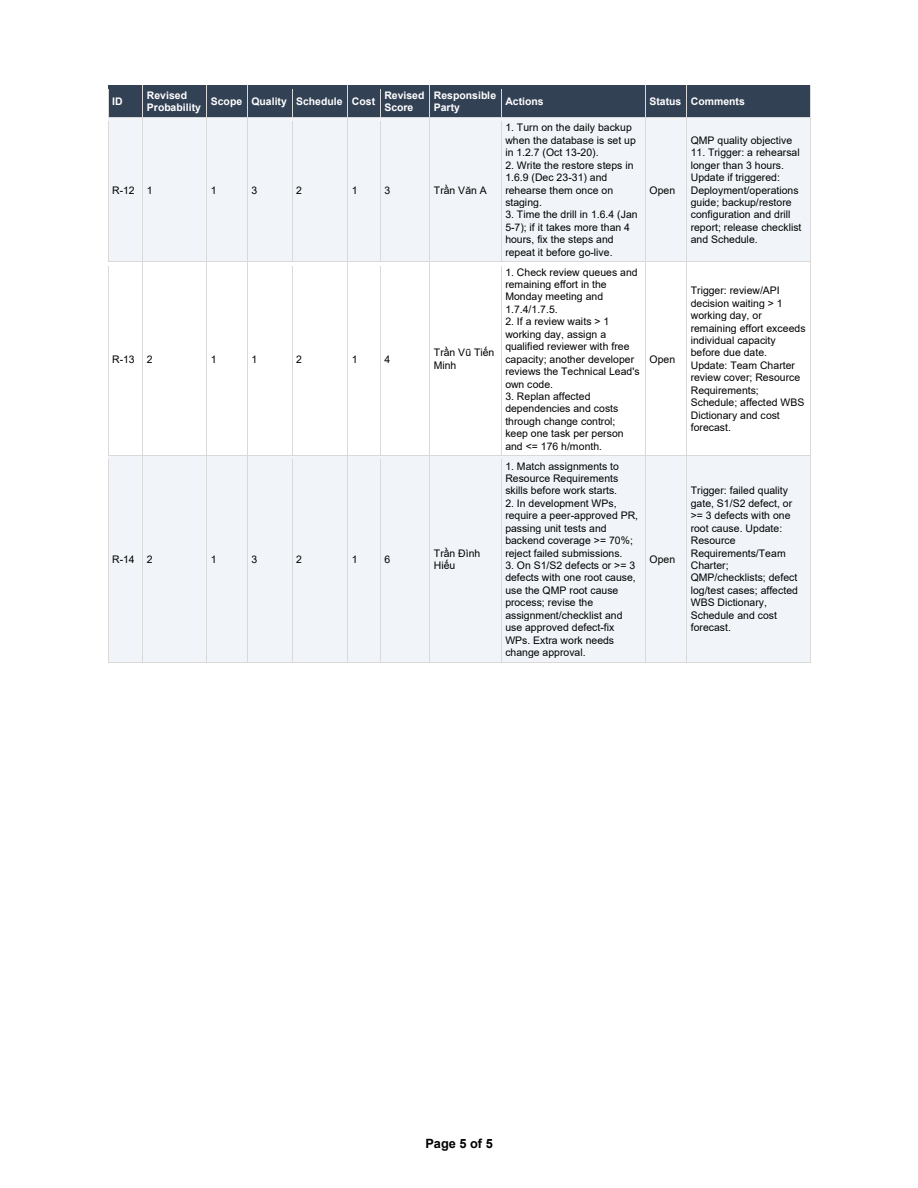 ID
Revised
Probability
Scope
Quality
Schedule
Cost
Revised
Score
Responsible
Party
Actions
Status
Comments
R-12
1
1
3
2
1
3
Trần Văn A
1. Turn on the daily backup
when the database is set up
in 1.2.7 (Oct 13-20).
2. Write the restore steps in
1.6.9 (Dec 23-31) and
rehearse them once on
staging.
3. Time the drill in 1.6.4 (Jan
5-7); if it takes more than 4
hours, fix the steps and
repeat it before go-live.
Open
QMP quality objective
11. Trigger: a rehearsal
longer than 3 hours.
Update if triggered:
Deployment/operations
guide; backup/restore
configuration and drill
report; release checklist
and Schedule.
R-13
2
1
1
2
1
4
Trần Vũ Tiến
Minh
1. Check review queues and
remaining effort in the
Monday meeting and
1.7.4/1.7.5.
2. If a review waits > 1
working day, assign a
qualified reviewer with free
capacity; another developer
reviews the Technical Lead's
own code.
3. Replan affected
dependencies and costs
through change control;
keep one task per person
and <= 176 h/month.
Open
Trigger: review/API
decision waiting > 1
working day, or
remaining effort exceeds
individual capacity
before due date.
Update: Team Charter
review cover; Resource
Requirements;
Schedule; affected WBS
Dictionary and cost
forecast.
R-14
2
1
3
2
1
6
Trần Đình
Hiếu
1. Match assignments to
Resource Requirements
skills before work starts.
2. In development WPs,
require a peer-approved PR,
passing unit tests and
backend coverage >= 70%;
reject failed submissions.
3. On S1/S2 defects or >= 3
defects with one root cause,
use the QMP root cause
process; revise the
assignment/checklist and
use approved defect-fix
WPs. Extra work needs
change approval.
Open
Trigger: failed quality
gate, S1/S2 defect, or
>= 3 defects with one
root cause. Update:
Resource
Requirements/Team
Charter;
QMP/checklists; defect
log/test cases; affected
WBS Dictionary,
Schedule and cost
forecast.
Page 5 of 5